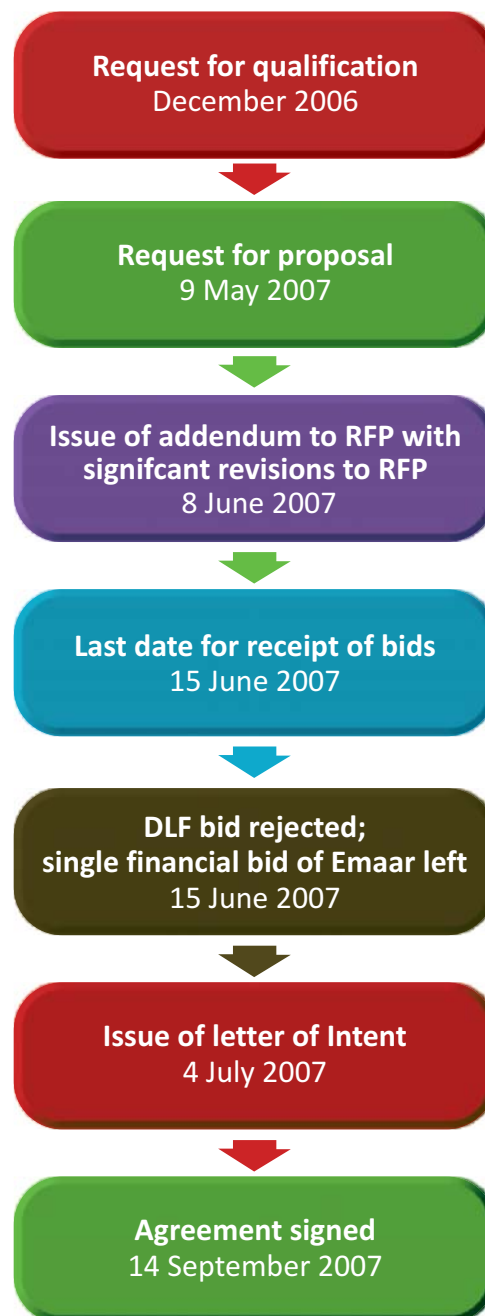 Request for qualification
December 2006
Request for proposal
9 May 2007
Issue of addendum to RFP with
signifcant revisions to RFP
8 June 2007
Last date for receipt of bids
15 June 2007
DLF bid rejected;
single financial bid of Emaar left
15 June 2007
Issue of letter of Intent
4 July 2007
Agreement signed
14 September 2007